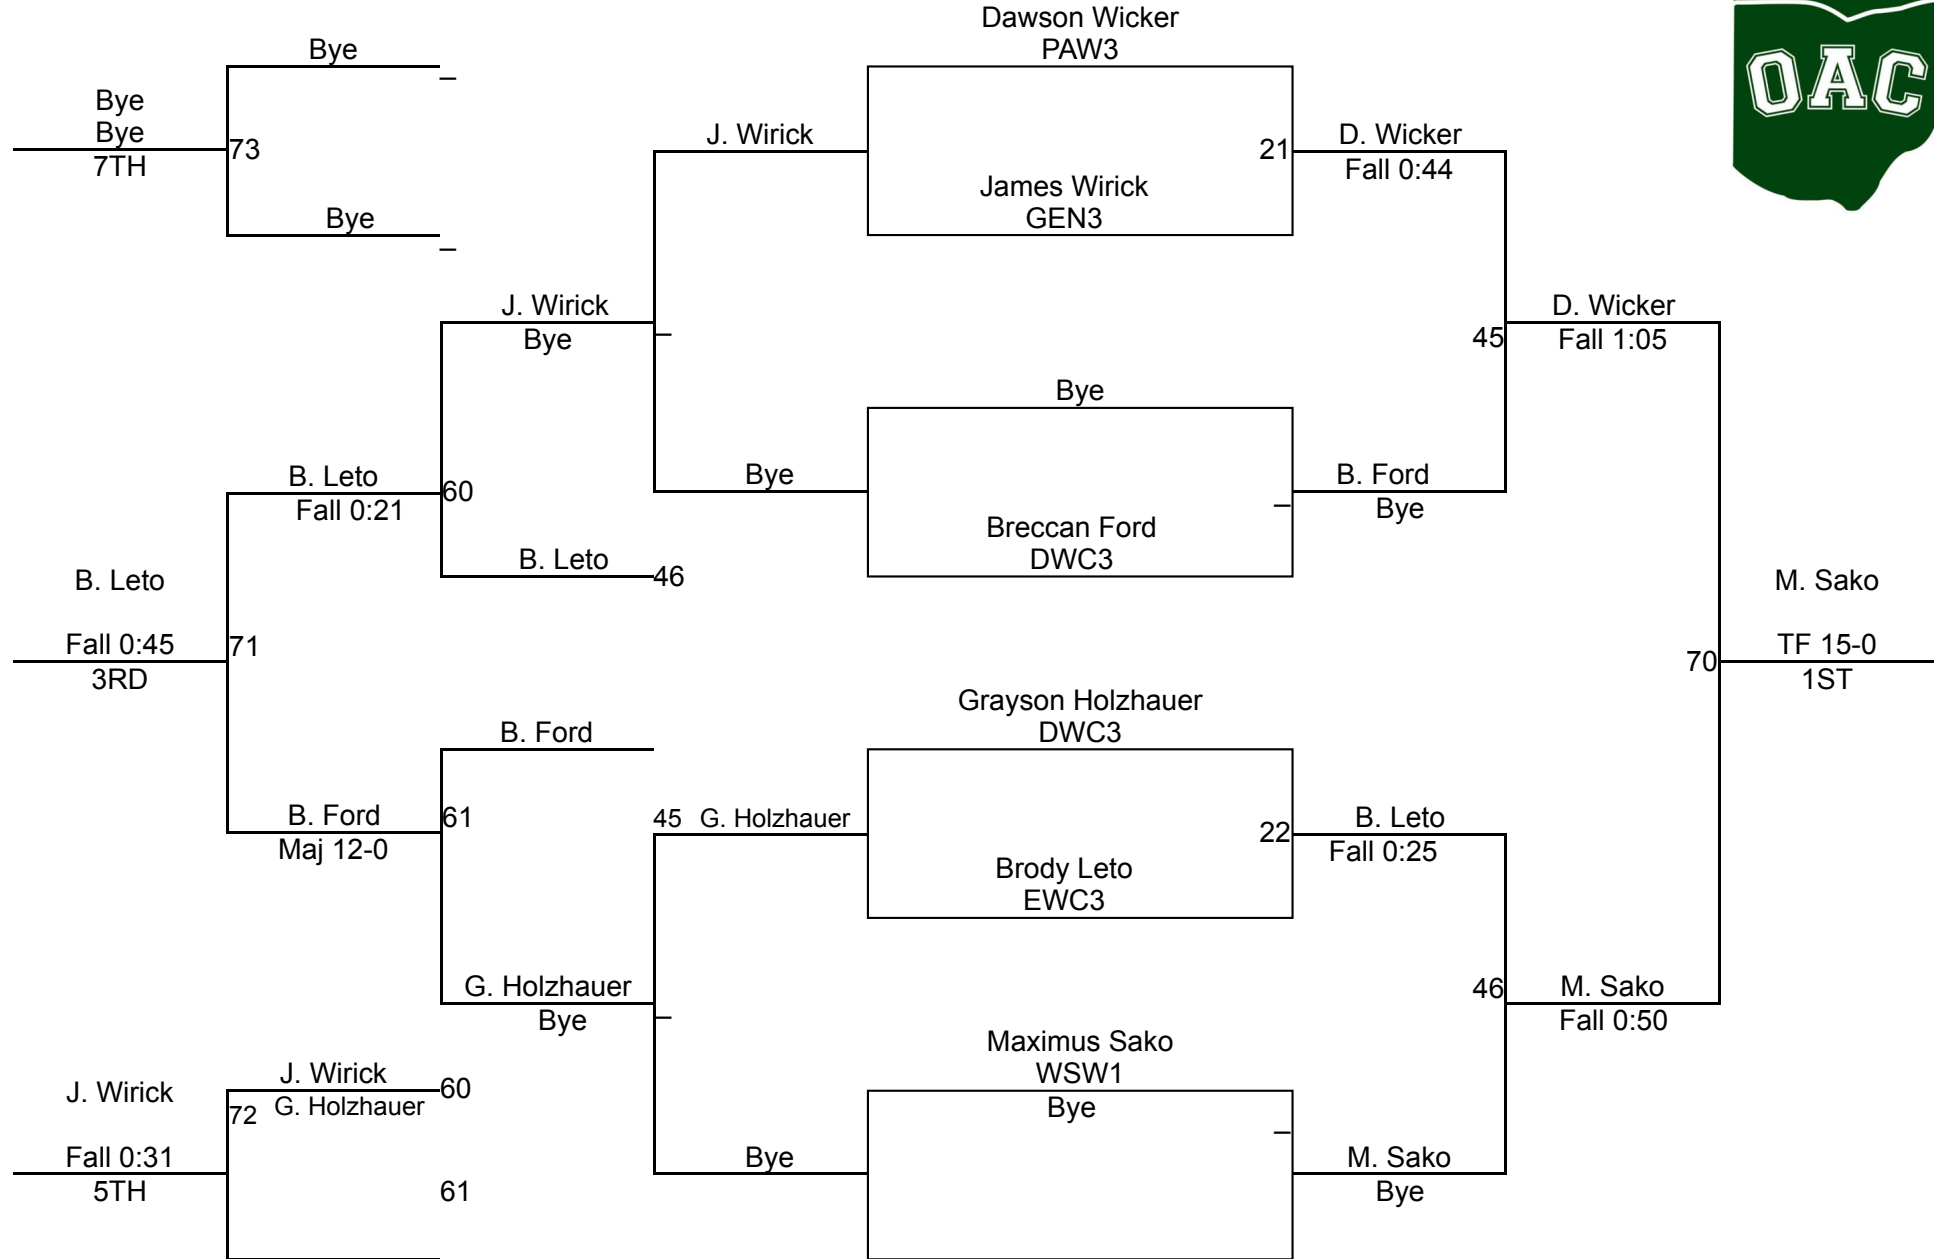 Dawson Wicker
PAW3
OAC
Bye
–
Bye
Bye
7TH
73
J. Wirick
21
D. Wicker
Fall 0:44
James Wirick
GEN3
Bye
–
J. Wirick
Bye
–
45
D. Wicker
Fall 1:05
Bye
B. Leto
Fall 0:21
60
Bye
Breccan Ford
DWC3
–
B. Ford
Bye
B. Leto
46
B. Leto
Fall 0:45
3RD
71
M. Sako
TF 15-0
1ST
70
Grayson Holzhauer
DWC3
B. Ford
B. Ford
Maj 12-0
61
45
G. Holzhauer
22
B. Leto
Fall 0:25
Brody Leto
EWC3
G. Holzhauer
Bye
–
46
M. Sako
Fall 0:50
Maximus Sako
WSW1
Bye
–
J. Wirick
Fall 0:31
5TH
72
J. Wirick
G. Holzhauer
60
61
Bye
M. Sako
Bye